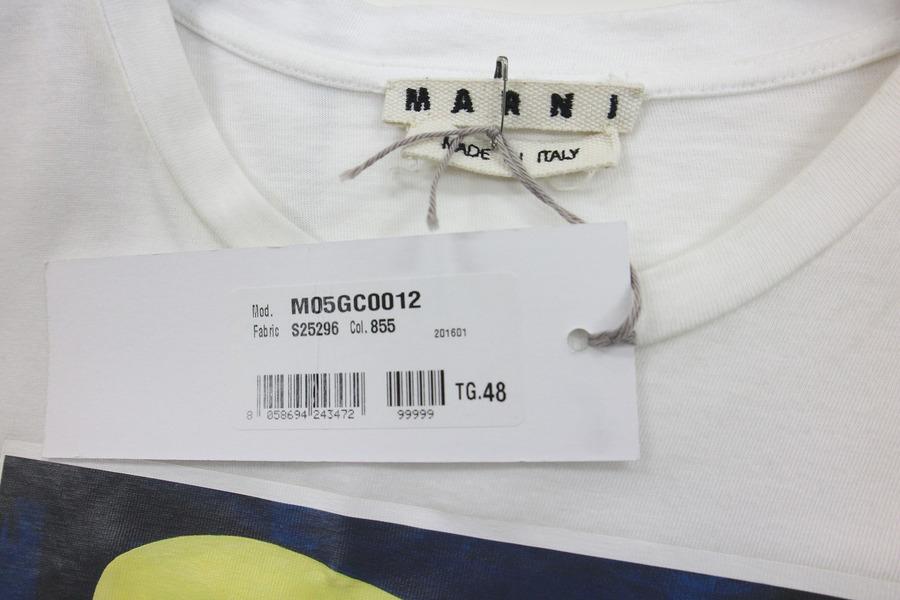 MARNI
MADE IN ITALY
Mod. M05GC0012
Fabric S25296 Col. 855 201601
TG.48
8 058694 243472 99999